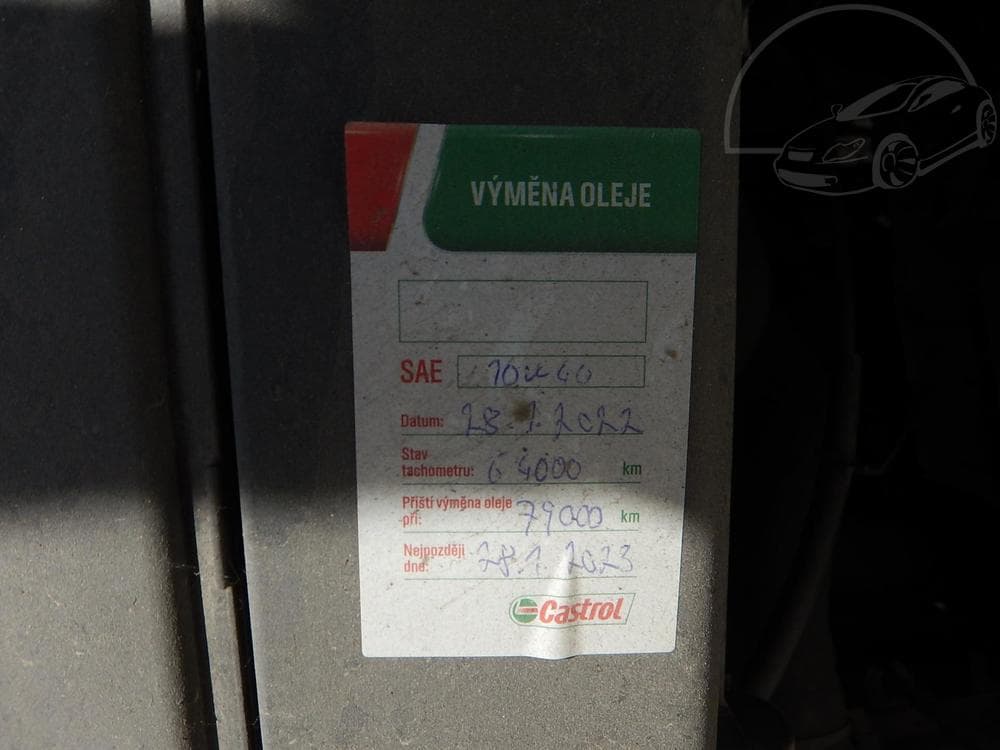 VÝMĚNA OLEJE
SAE 10W40
Datum: 28.1.2022
Stav
tachometru: 64000 km
Příští výměna oleje
při: 79000 km
Nejpozději
dne: 28.1.2023
Castrol